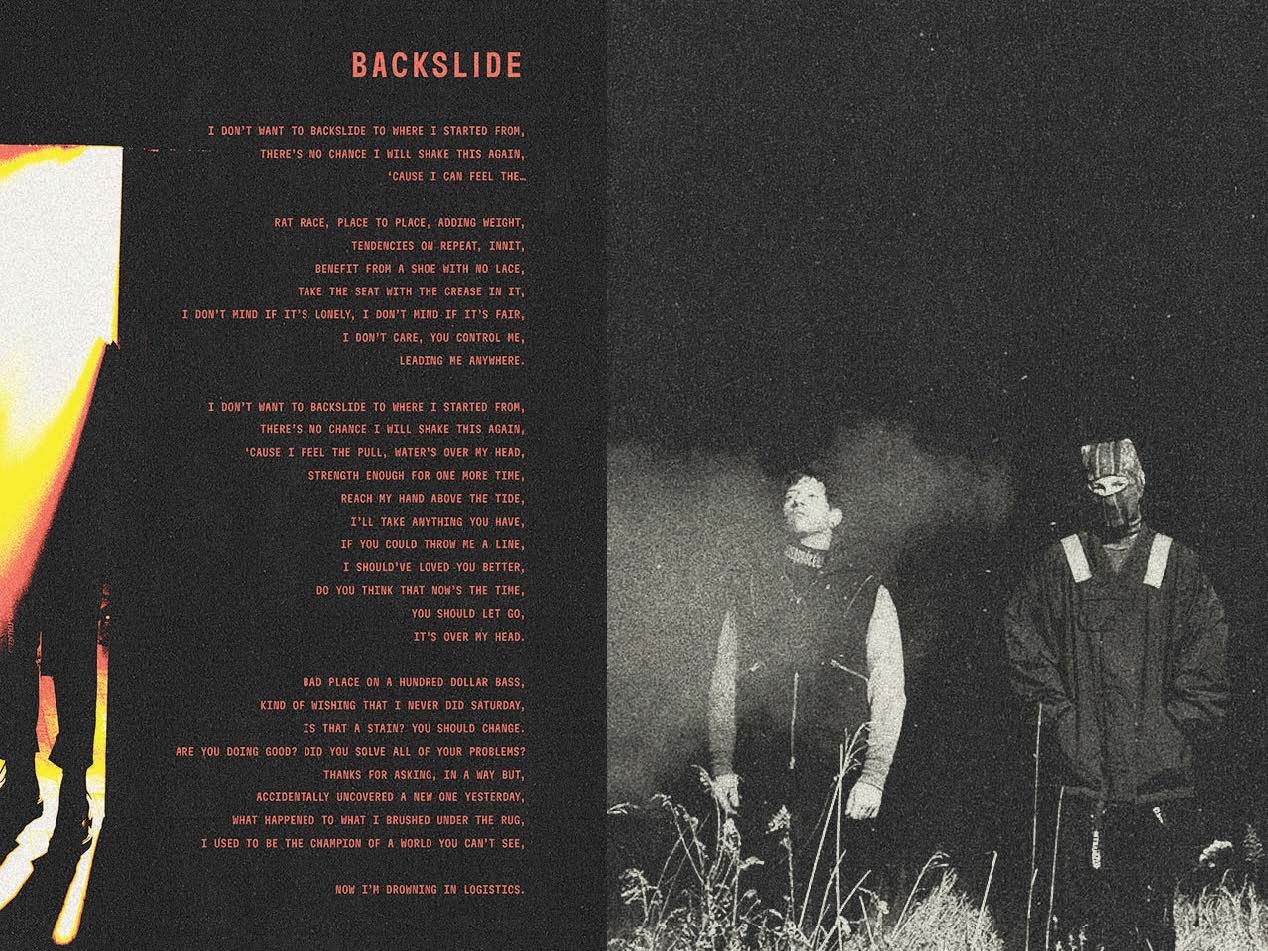 BACKSLIDE
I DON'T WANT TO BACKSLIDE TO WHERE I STARTED FROM,
THERE'S NO CHANCE I WILL SHAKE THIS AGAIN,
'CAUSE I CAN FEEL THE…
RAT RACE, PLACE TO PLACE, ADDING WEIGHT,
TENDENCIES ON REPEAT, INNIT,
BENEFIT FROM A SHOE WITH NO LACE,
TAKE THE SEAT WITH THE CREASE IN IT,
I DON'T MIND IF IT'S LONELY, I DON'T MIND IF IT'S FAIR,
I DON'T CARE, YOU CONTROL ME,
LEADING ME ANYWHERE.
I DON'T WANT TO BACKSLIDE TO WHERE I STARTED FROM,
THERE'S NO CHANCE I WILL SHAKE THIS AGAIN,
'CAUSE I FEEL THE PULL, WATER'S OVER MY HEAD,
STRENGTH ENOUGH FOR ONE MORE TIME,
REACH MY HAND ABOVE THE TIDE,
I'LL TAKE ANYTHING YOU HAVE,
IF YOU COULD THROW ME A LINE,
I SHOULD'VE LOVED YOU BETTER,
DO YOU THINK THAT NOW'S THE TIME,
YOU SHOULD LET GO,
IT'S OVER MY HEAD.
BAD PLACE ON A HUNDRED DOLLAR BASS,
KIND OF WISHING THAT I NEVER DID SATURDAY,
IS THAT A STAIN? YOU SHOULD CHANGE.
ARE YOU DOING GOOD? DID YOU SOLVE ALL OF YOUR PROBLEMS?
THANKS FOR ASKING, IN A WAY BUT,
ACCIDENTALLY UNCOVERED A NEW ONE YESTERDAY,
WHAT HAPPENED TO WHAT I BRUSHED UNDER THE RUG,
I USED TO BE THE CHAMPION OF A WORLD YOU CAN'T SEE,
NOW I'M DROWNING IN LOGISTICS.